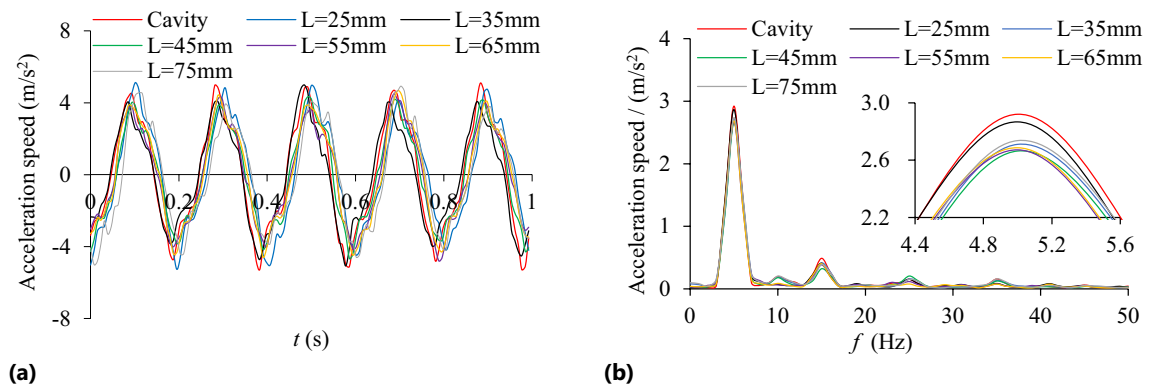 8
4
0
-4
-8
Acceleration speed (m/s²)
Cavity L=25mm L=35mm
L=45mm L=55mm L=65mm
L=75mm
0 0.2 0.4 0.6 0.8 1
t (s)
(a)
4
3
2
1
0
Acceleration speed / (m/s²)
Cavity L=25mm L=35mm
L=45mm L=55mm L=65mm
L=75mm
3.0
2.6
2.2
4.4 4.8 5.2 5.6
0 10 20 30 40 50
f (Hz)
(b)